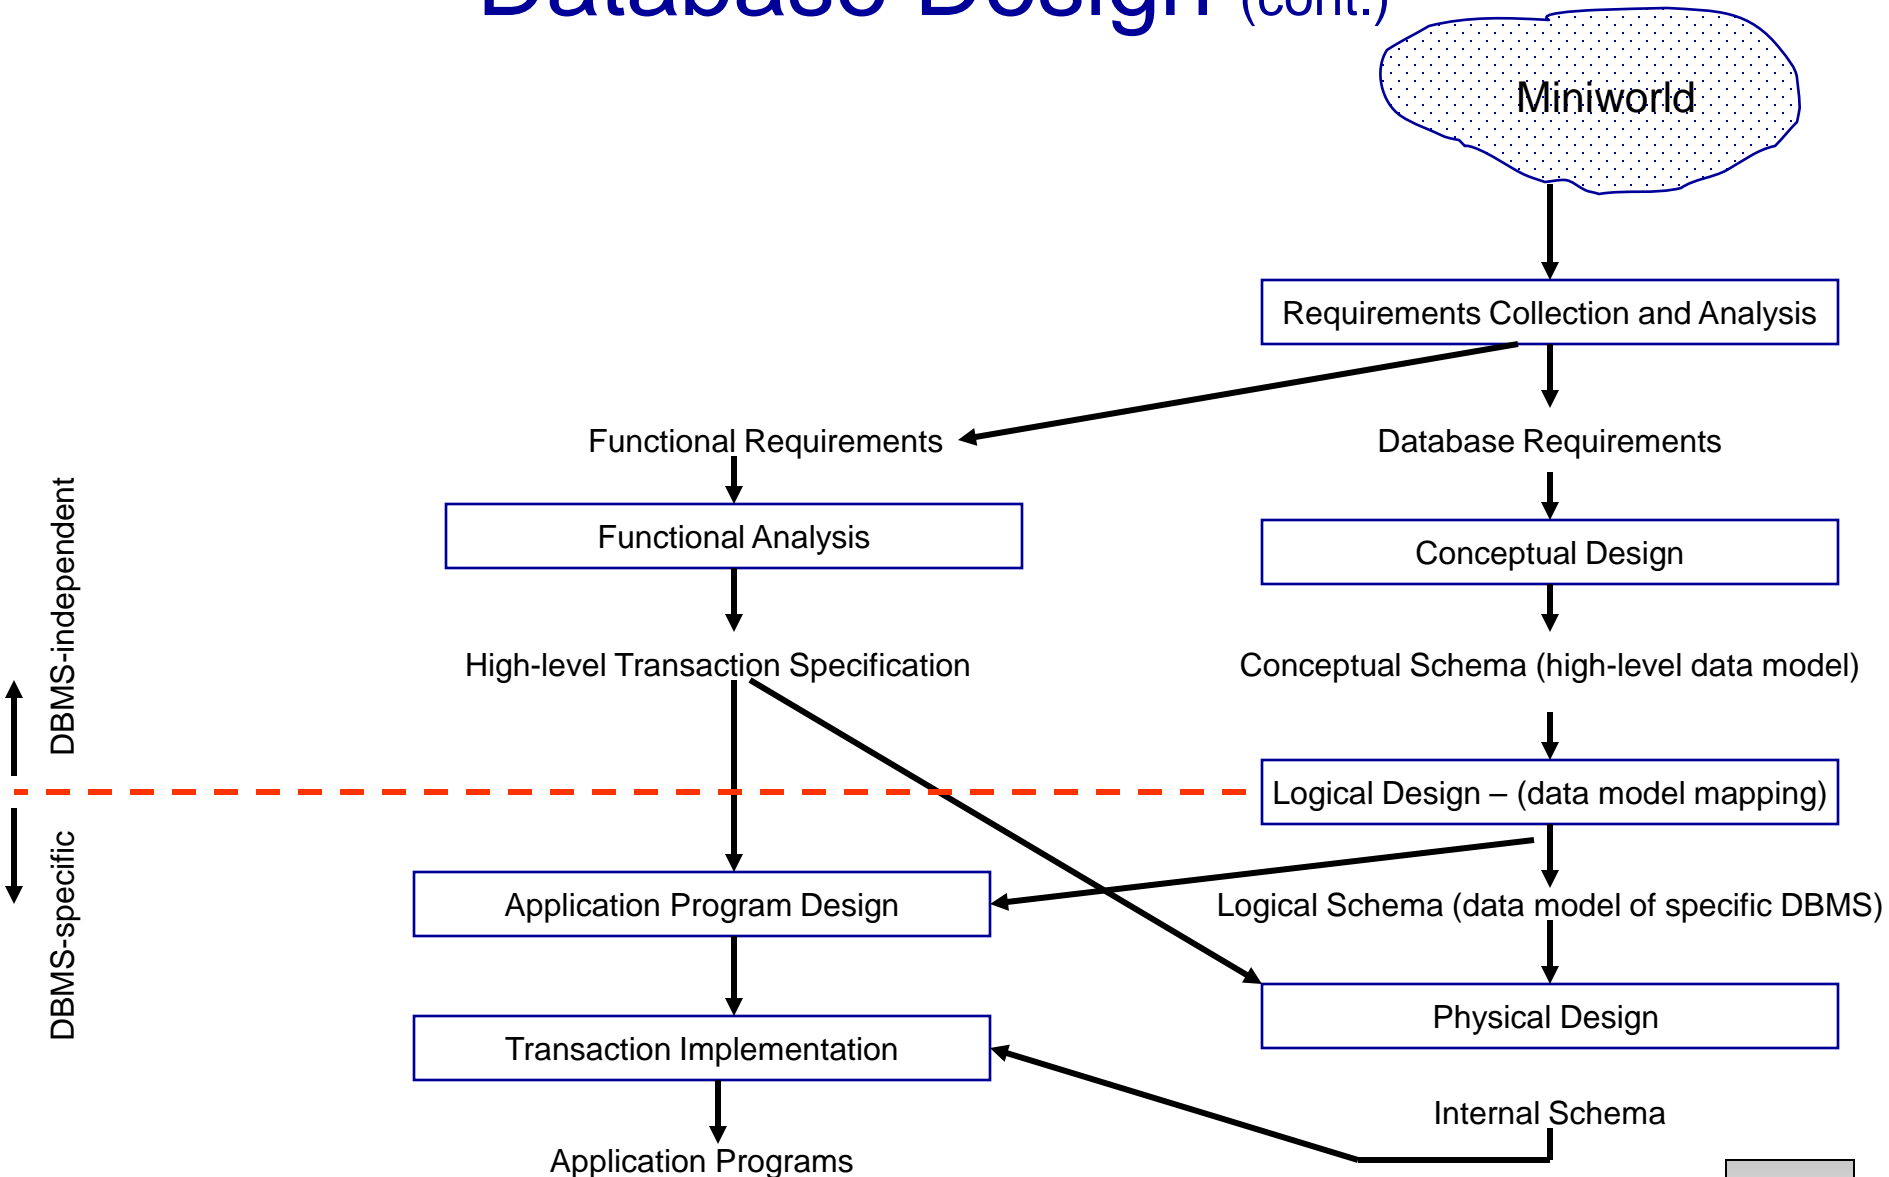 Database Design (cont.)
Miniworld
Requirements Collection and Analysis
Functional Requirements
Database Requirements
Functional Analysis
Conceptual Design
High-level Transaction Specification
Conceptual Schema (high-level data model)
DBMS-independent
Logical Design – (data model mapping)
DBMS-specific
Application Program Design
Logical Schema (data model of specific DBMS)
Physical Design
Transaction Implementation
Internal Schema
Application Programs